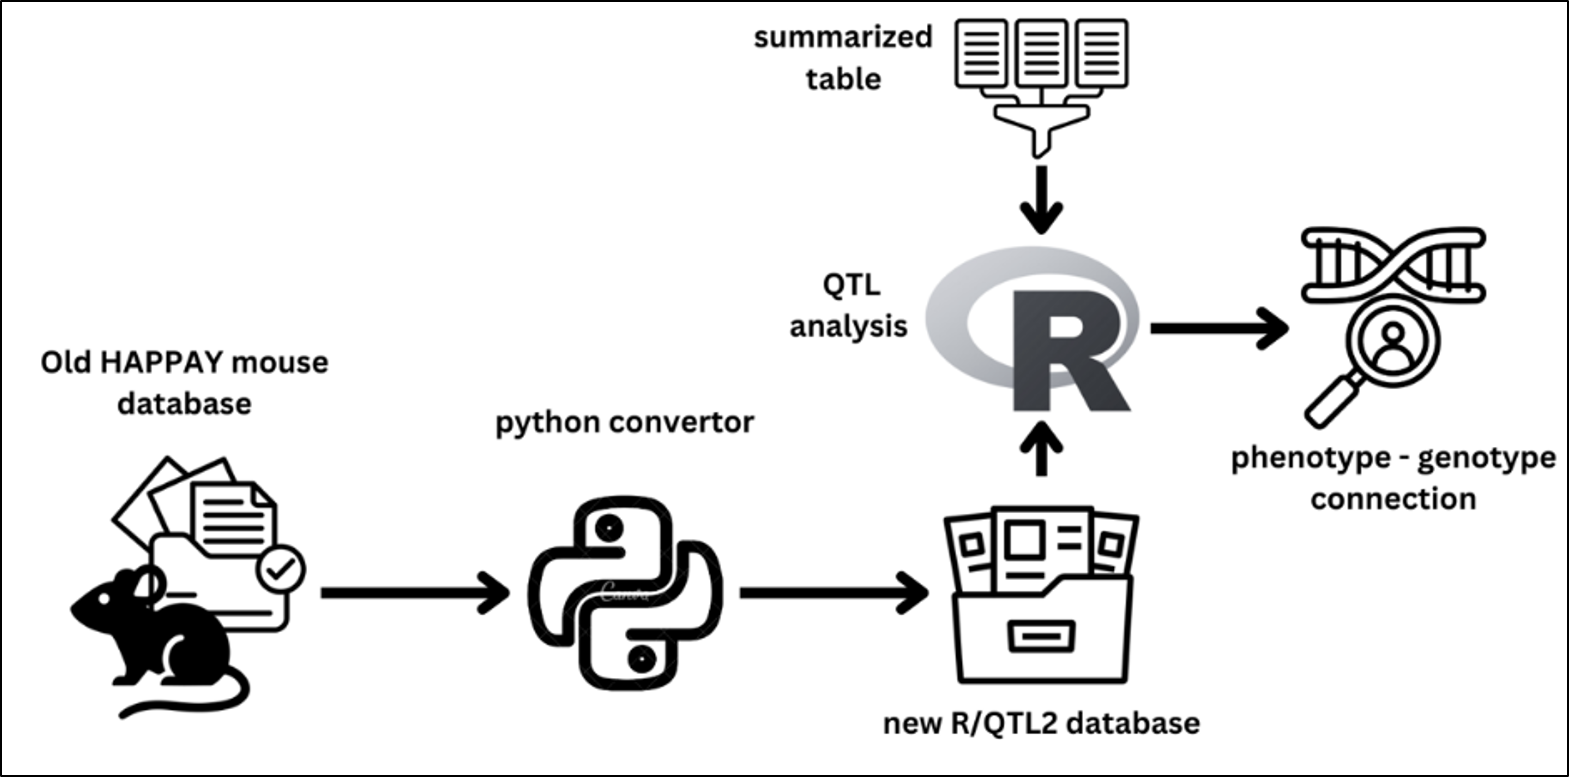 summarized
table
QTL
analysis
R
Old HAPPAY mouse
database
python convertor
Canva
phenotype - genotype
connection
new R/QTL2 database